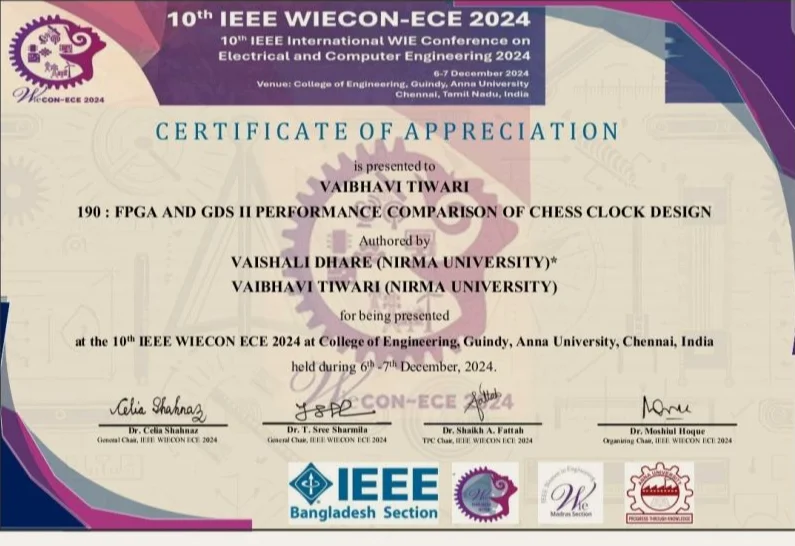 10th IEEE WIECON-ECE 2024
10th IEEE International WIE Conference on
Electrical and Computer Engineering 2024
6-7 December 2024
Venue: College of Engineering, Guindy, Anna University
Chennai, Tamil Nadu, India
WIECON-ECE 2024
CERTIFICATE OF APPRECIATION
is presented to
VAIBHAVI TIWARI
190 : FPGA AND GDS II PERFORMANCE COMPARISON OF CHESS CLOCK DESIGN
Authored by
VAISHALI DHARE (NIRMA UNIVERSITY)*
VAIBHAVI TIWARI (NIRMA UNIVERSITY)
for being presented
at the 10th IEEE WIECON ECE 2024 at College of Engineering, Guindy, Anna University, Chennai, India
held during 6th -7th December, 2024.
WIECON-ECE 2024
Celia Shahnaz
Dr. Celia Shahnaz
General Chair, IEEE WIECON ECE 2024
Dr. T. Sree Sharmila
General Chair, IEEE WIECON ECE 2024
Fattah
Dr. Shaikh A. Fattah
TPC Chair, IEEE WIECON ECE 2024
Dr. Moshiul Hoque
Organizing Chair, IEEE WIECON ECE 2024
IEEE
Bangladesh Section
Wie
Madras Section
PROGRESS THROUGH KNOWLEDGE